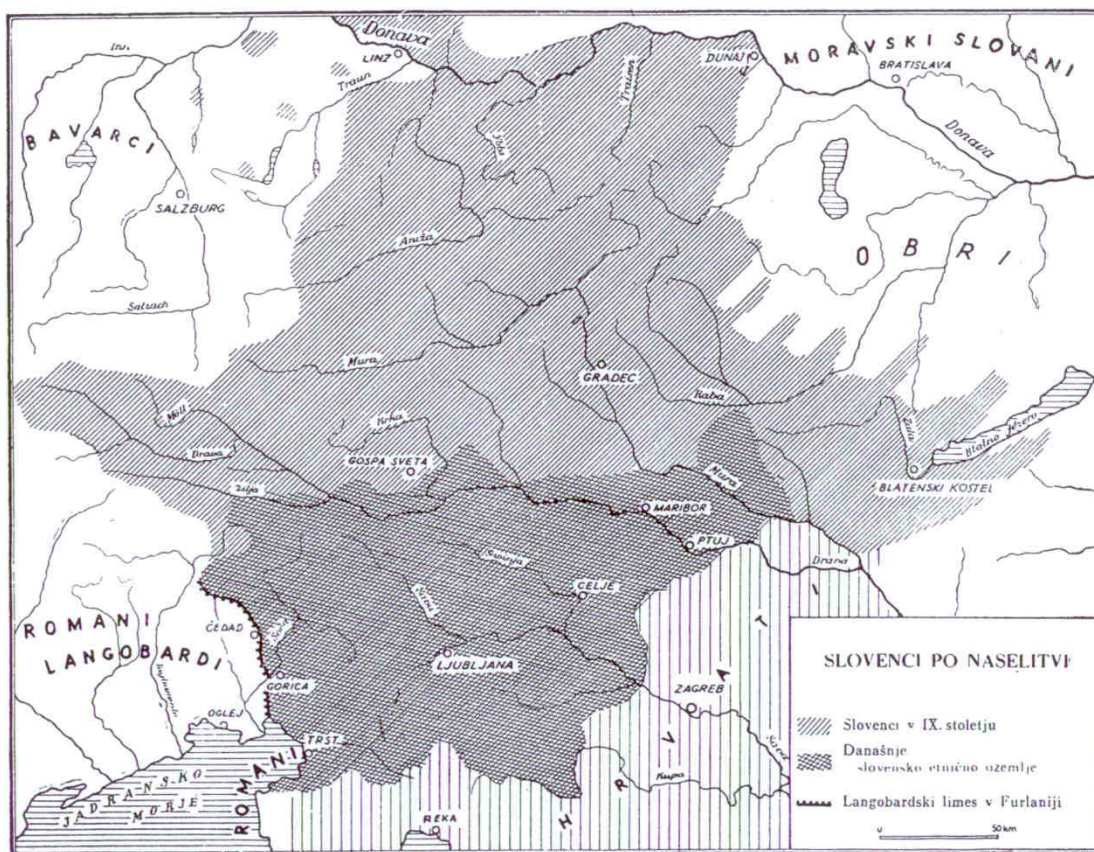 Donava
LINZ
Inn
Traun
DUNAJ
MORAVSKI SLOVANI
BRATISLAVA
Traisen
BAVARCI
Donava
SALZBURG
Aniža
OBRI
Salzach
Mura
GRADEC
Raba
Möll
Krka
Drava
GOSPA SVETA
Zilja
Zala
Blatno jezero
BLATENSKI KOSTEL
Mura
MARIBOR
PTUJ
Drava
Savinja
CELJE
ROMANI
LANGOBARDI
ČEDAD
Soča
Sava
LJUBLJANA
GORICA
OGLEJ
ZAGREB
Sava
TRST
Kupa
JADRANSKO
MORJE
ROMANI
REKA
HRVATI
SLOVENCI PO NASELITVI
Slovenci v IX. stoletju
Današnje
slovensko etnično ozemlje
Langobardski limes v Furlaniji
0 50 km